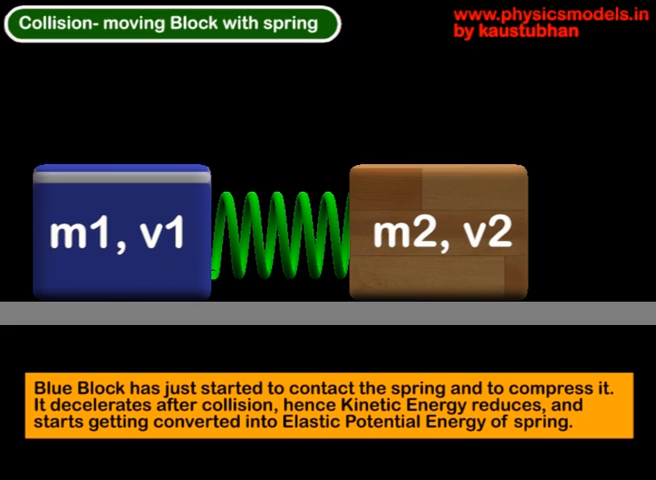 Collision- moving Block with spring
www.physicsmodels.in
by kaustubhan
m1, v1
m2, v2
Blue Block has just started to contact the spring and to compress it.
It decelerates after collision, hence Kinetic Energy reduces, and
starts getting converted into Elastic Potential Energy of spring.